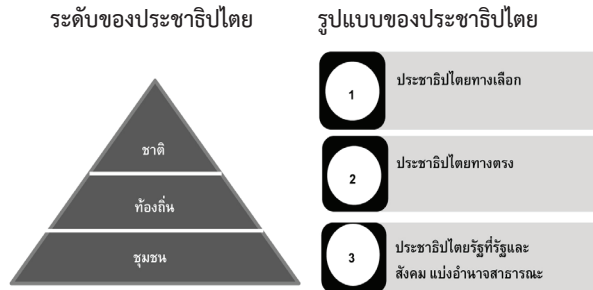 ระดับของประชาธิปไตย
รูปแบบของประชาธิปไตย
ชาติ
ท้องถิ่น
ชุมชน
1
ประชาธิปไตยทางเลือก
2
ประชาธิปไตยทางตรง
3
ประชาธิปไตยรัฐที่รัฐและ
สังคม แบ่งอำนาจสาธารณะ